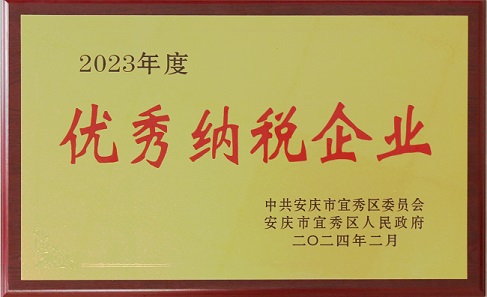 2023年度
优秀纳税企业
中共安庆市宜秀区委员会
安庆市宜秀区人民政府
二〇二四年二月